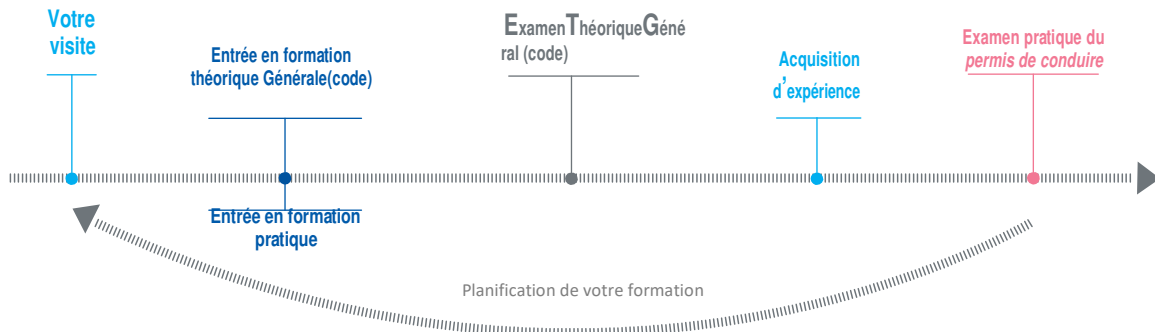 Votre
visite
Entrée en formation
théorique Générale(code)
ExamenThéoriqueGéné
ral (code)
Acquisition
d'expérience
Examen pratique du
permis de conduire
Entrée en formation
pratique
Planification de votre formation